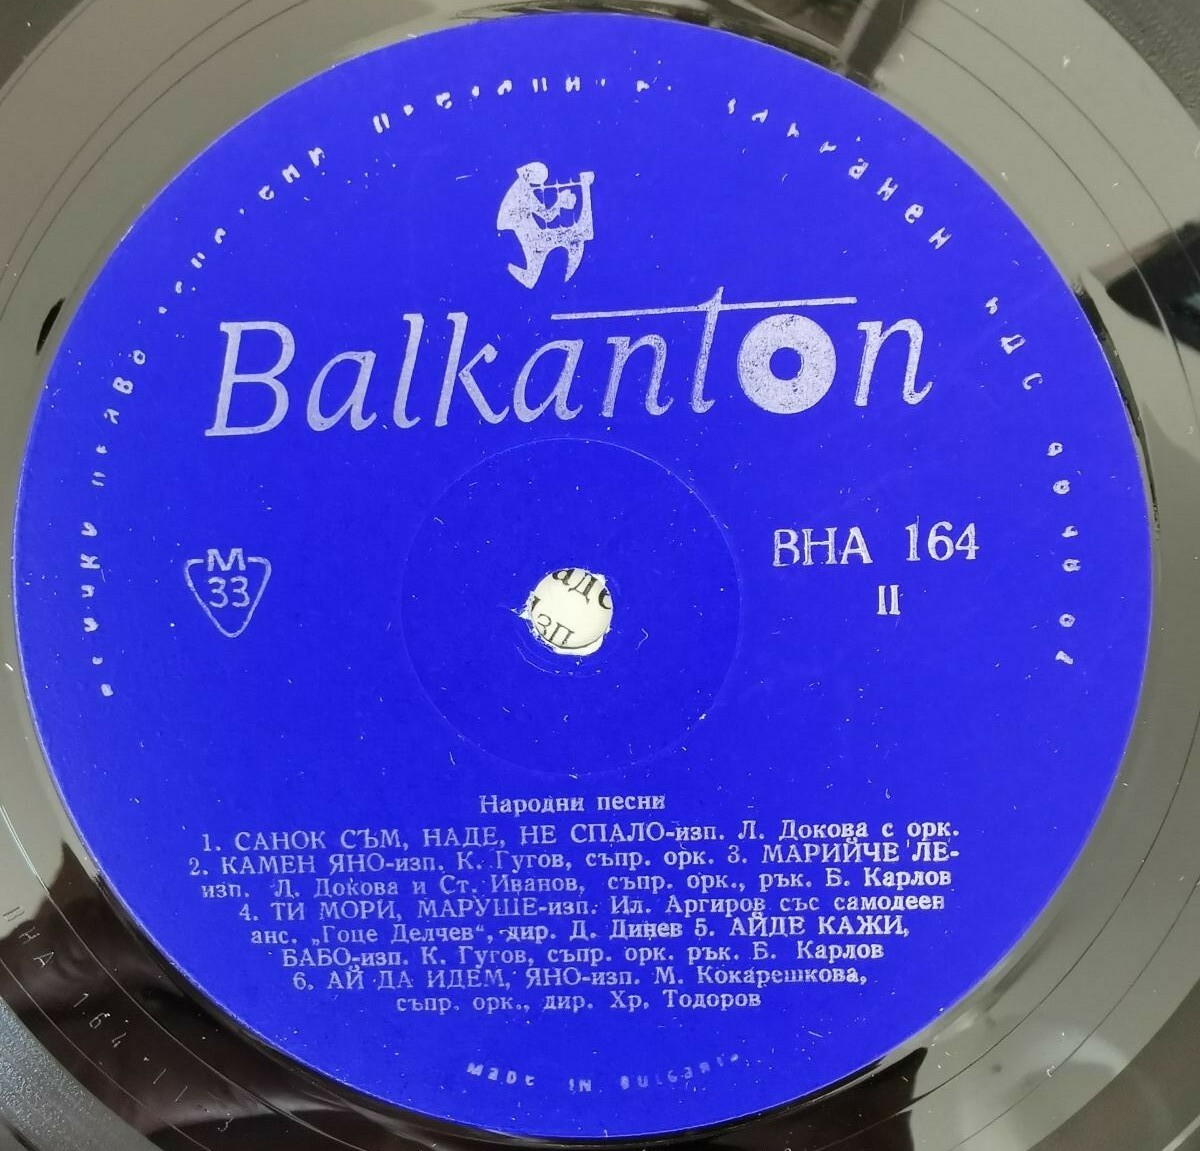 Balkanton
М
33
ВНА 164
II
Народни песни
1. САНОК СЪМ, НАДЕ, НЕ СПАЛО-изп. Л. Докова с орк.
2. КАМЕН ЯНО-изп. К. Гугов, съпр. орк. 3. МАРИЙЧЕ ЛЕ-
изп. Л. Докова и Ст. Иванов, съпр. орк., рък. Б. Карлов
4. ТИ МОРИ, МАРУШЕ-изп. Ил. Аргиров със самодеен
анс. „Гоце Делчев“, дир. Д. Динев 5. АЙДЕ КАЖИ,
БАБО-изп. К. Гугов, съпр. орк. рък. Б. Карлов
6. АЙ ДА ИДЕМ, ЯНО-изп. М. Кокарешкова,
съпр. орк., дир. Хр. Тодоров
MADE IN BULGARIA
ВНА 164